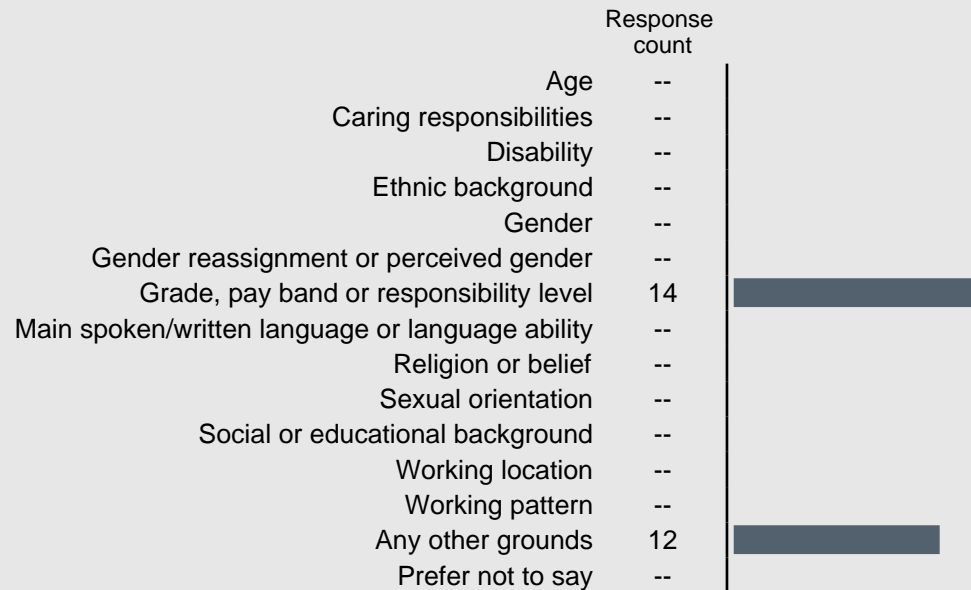 Response
count
Age --
Caring responsibilities --
Disability --
Ethnic background --
Gender --
Gender reassignment or perceived gender --
Grade, pay band or responsibility level 14
Main spoken/written language or language ability --
Religion or belief --
Sexual orientation --
Social or educational background --
Working location --
Working pattern --
Any other grounds 12
Prefer not to say --